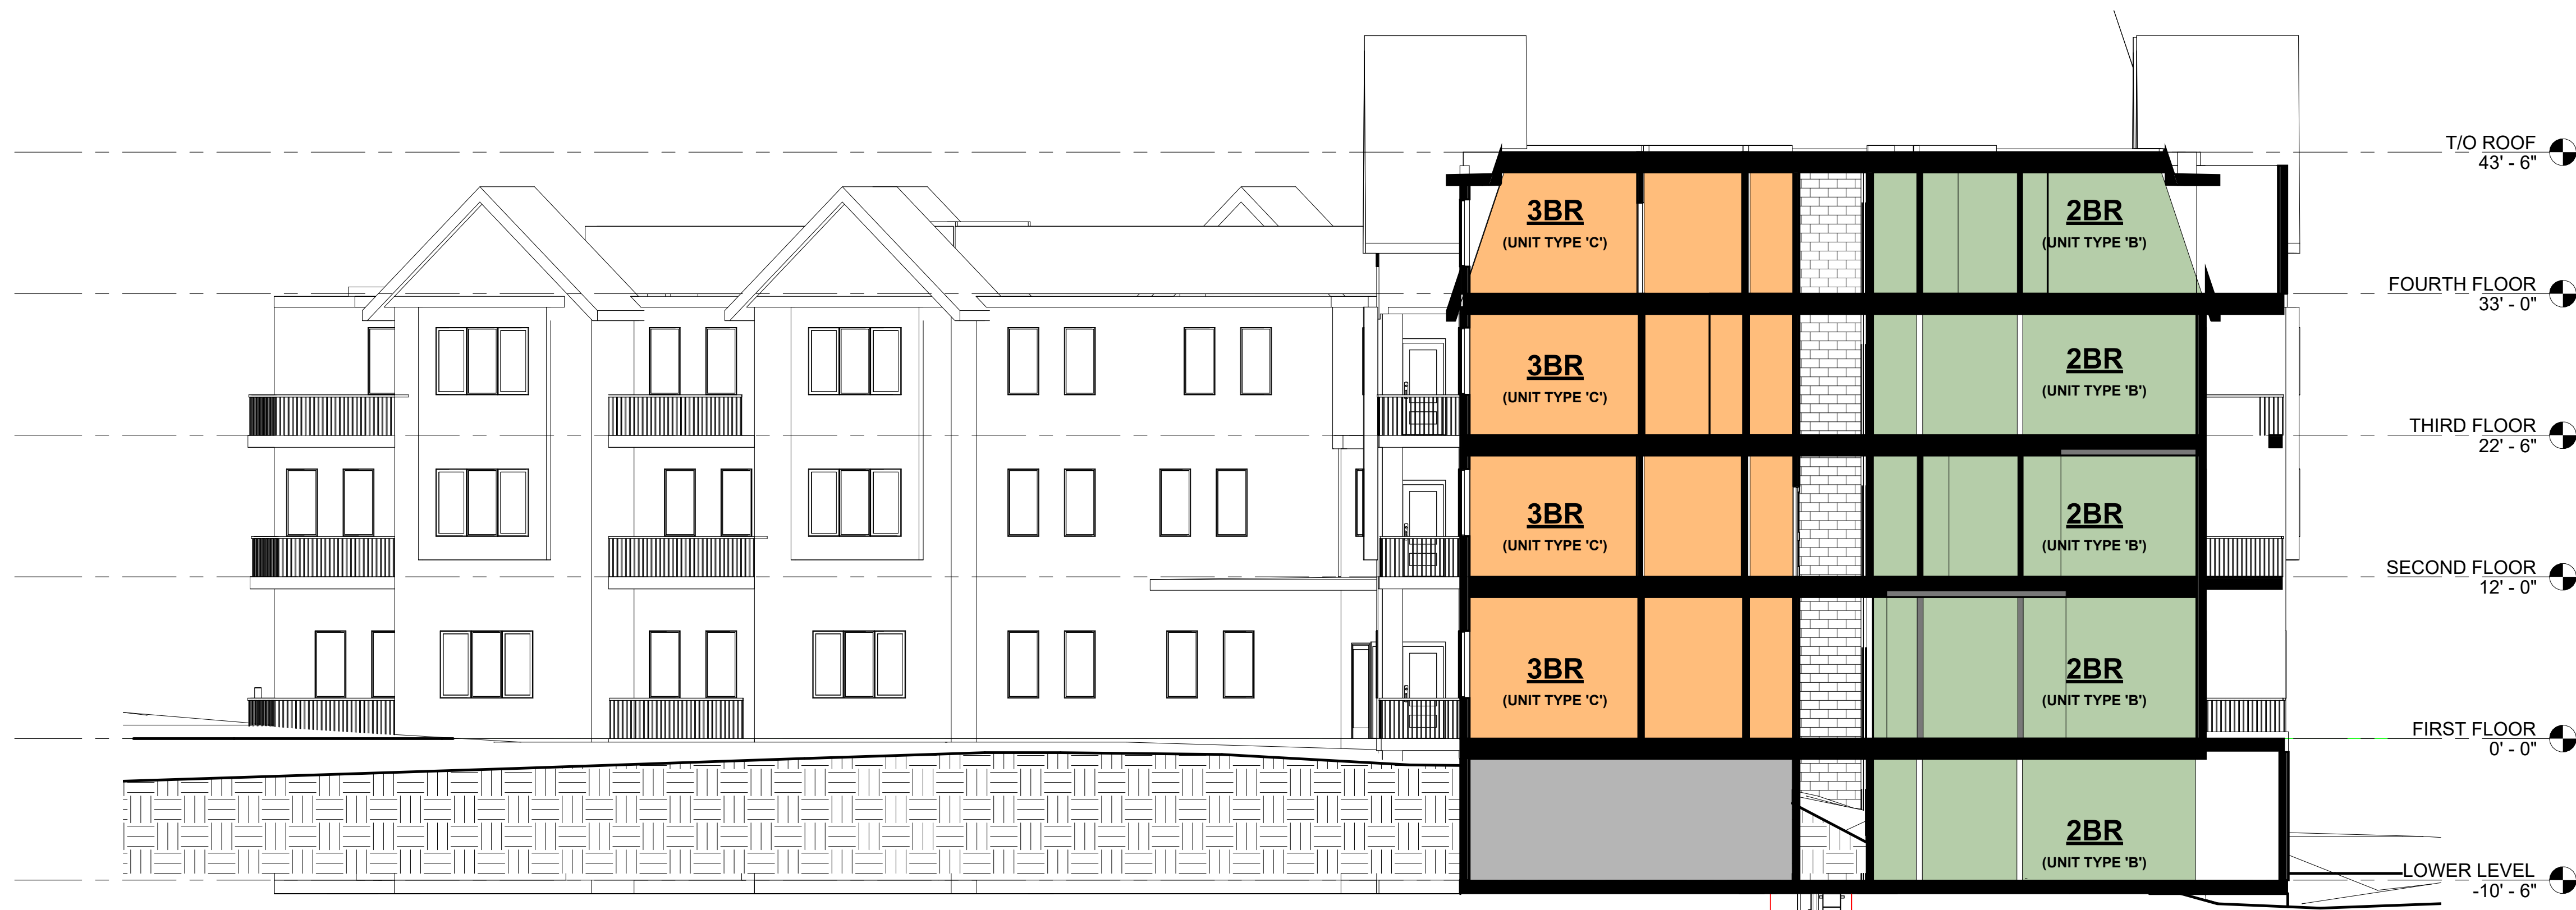 T/O ROOF
43' - 6"
3BR
(UNIT TYPE 'C')
2BR
(UNIT TYPE 'B')
FOURTH FLOOR
33' - 0"
3BR
(UNIT TYPE 'C')
2BR
(UNIT TYPE 'B')
THIRD FLOOR
22' - 6"
3BR
(UNIT TYPE 'C')
2BR
(UNIT TYPE 'B')
SECOND FLOOR
12' - 0"
3BR
(UNIT TYPE 'C')
2BR
(UNIT TYPE 'B')
FIRST FLOOR
0' - 0"
2BR
(UNIT TYPE 'B')
LOWER LEVEL
-10' - 6"